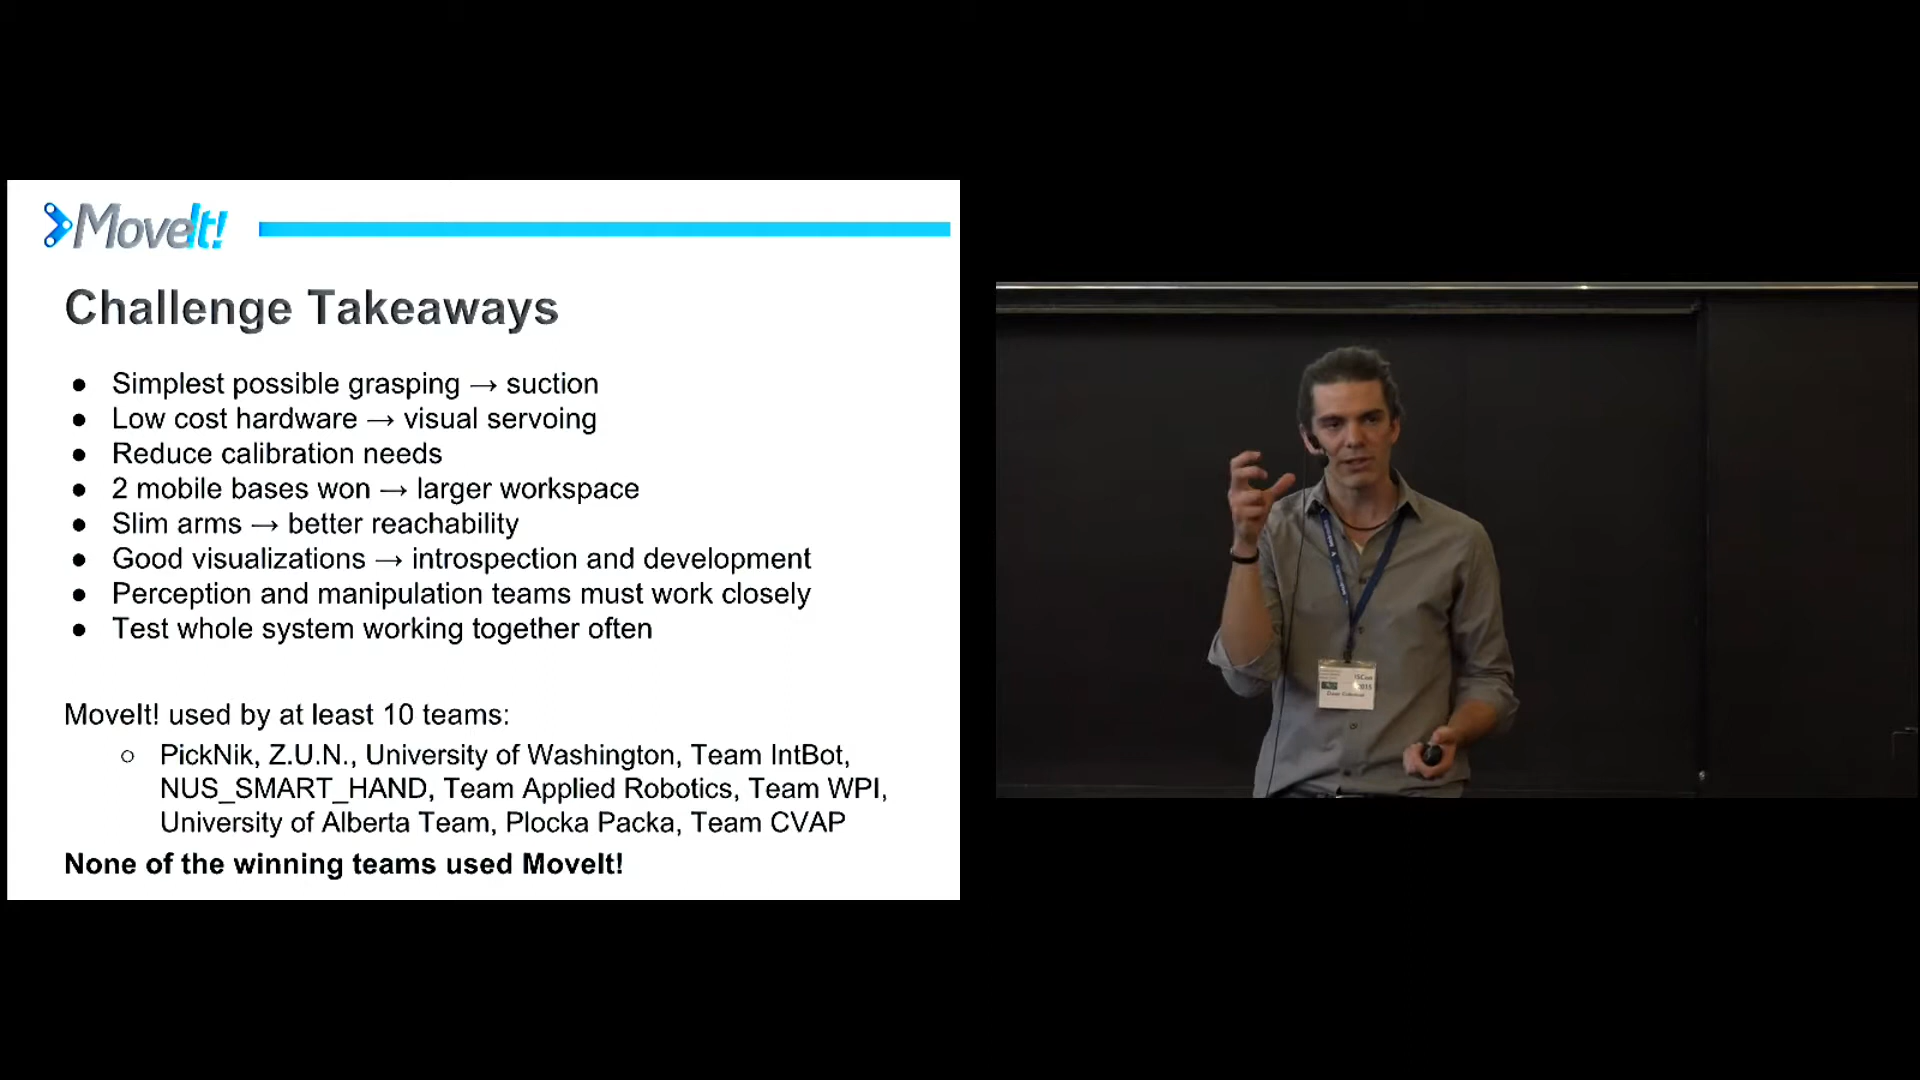 MoveIt!
Challenge Takeaways
● Simplest possible grasping → suction
● Low cost hardware → visual servoing
● Reduce calibration needs
● 2 mobile bases won → larger workspace
● Slim arms → better reachability
● Good visualizations → introspection and development
● Perception and manipulation teams must work closely
● Test whole system working together often
MoveIt! used by at least 10 teams:
○ PickNik, Z.U.N., University of Washington, Team IntBot,
NUS_SMART_HAND, Team Applied Robotics, Team WPI,
University of Alberta Team, Plocka Packa, Team CVAP
None of the winning teams used MoveIt!